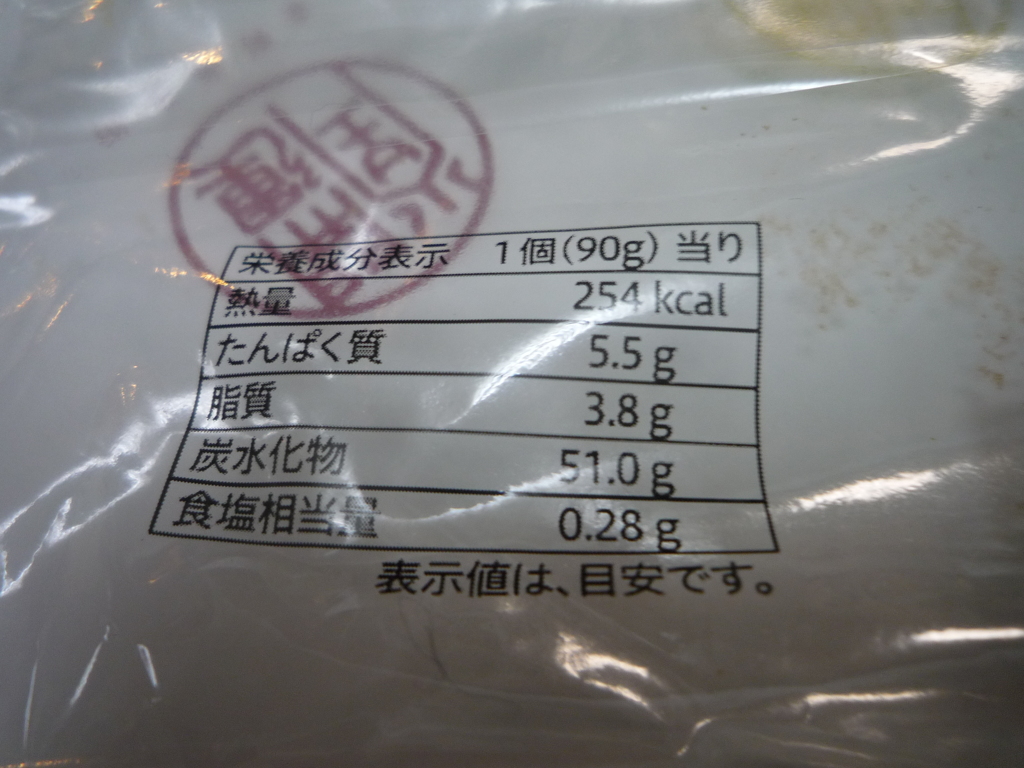 栄養成分表示 1個(90g)当り
熱量 254 kcal
たんぱく質 5.5 g
脂質 3.8 g
炭水化物 51.0 g
食塩相当量 0.28 g
表示値は、目安です。